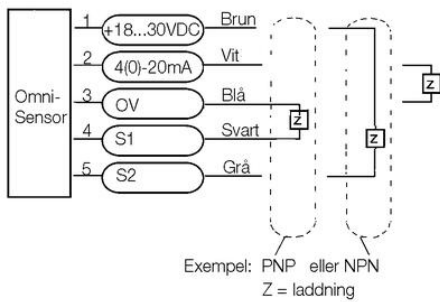 1 +18...30VDC Brun
2 4(0)-20mA Vit
Omni-
Sensor
3 OV Blå
4 S1 Svart
5 S2 Grå
Z
Z
Z
Exempel: PNP eller NPN
Z = laddning